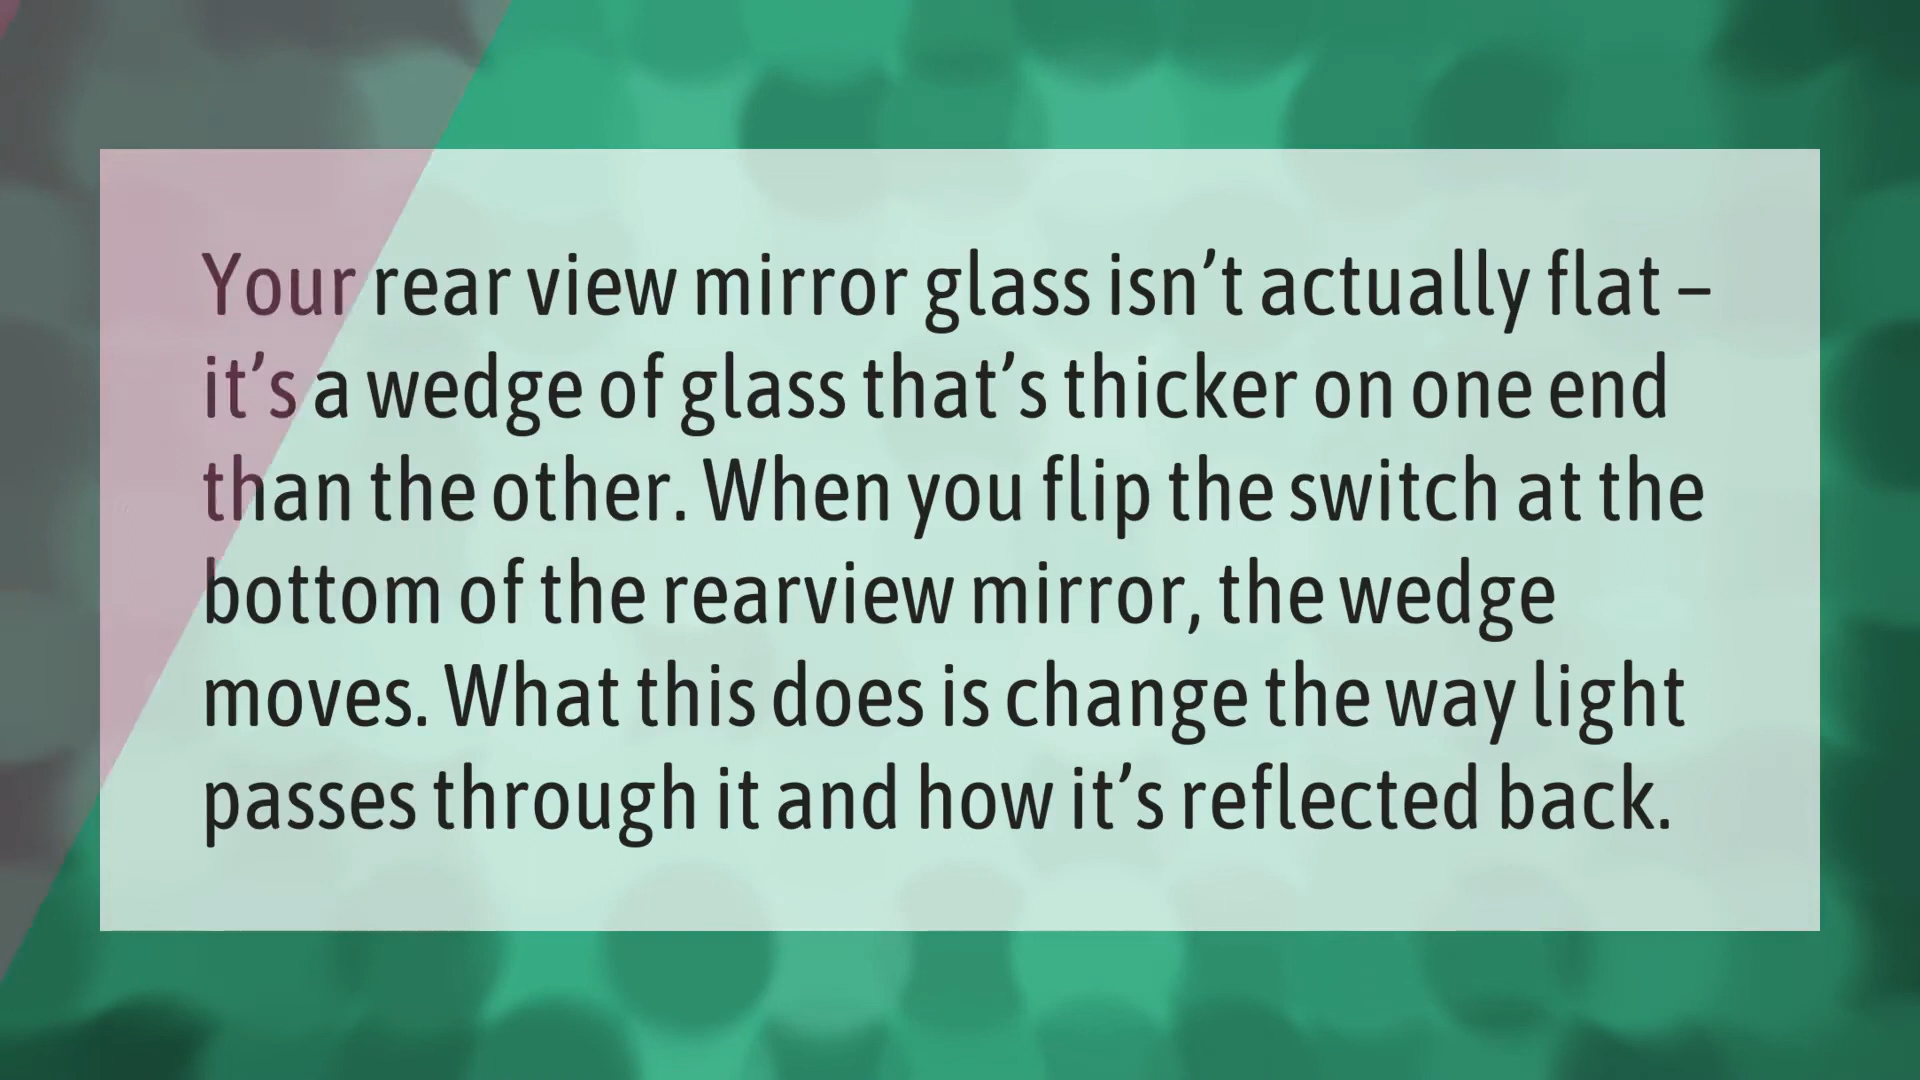 Your rear view mirror glass isn’t actually flat –
it’s a wedge of glass that’s thicker on one end
than the other. When you flip the switch at the
bottom of the rearview mirror, the wedge
moves. What this does is change the way light
passes through it and how it’s reflected back.